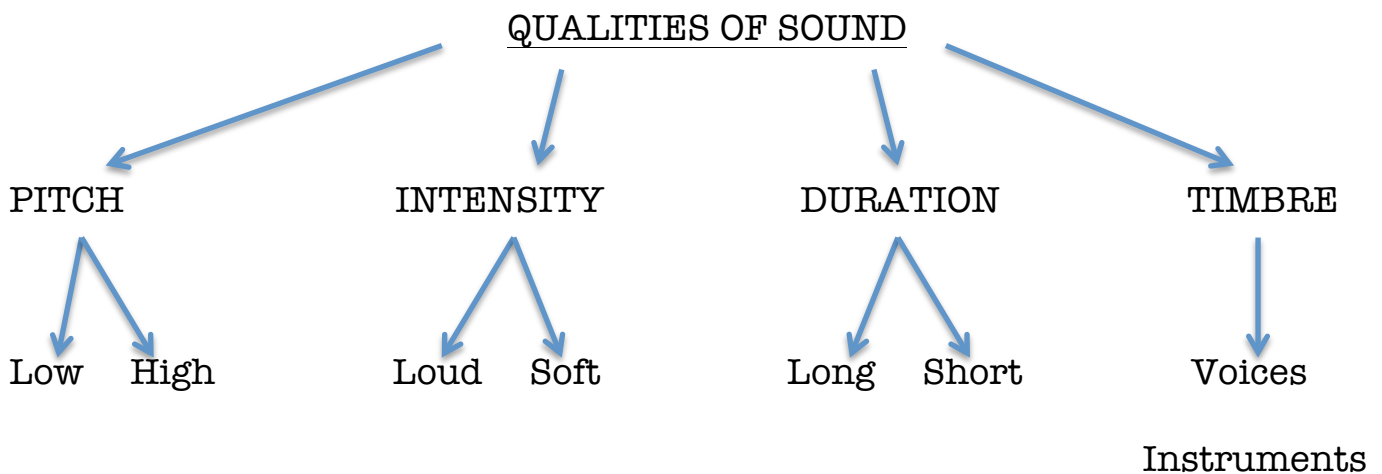 QUALITIES OF SOUND
PITCH INTENSITY DURATION TIMBRE
Low High Loud Soft Long Short Voices
Instruments